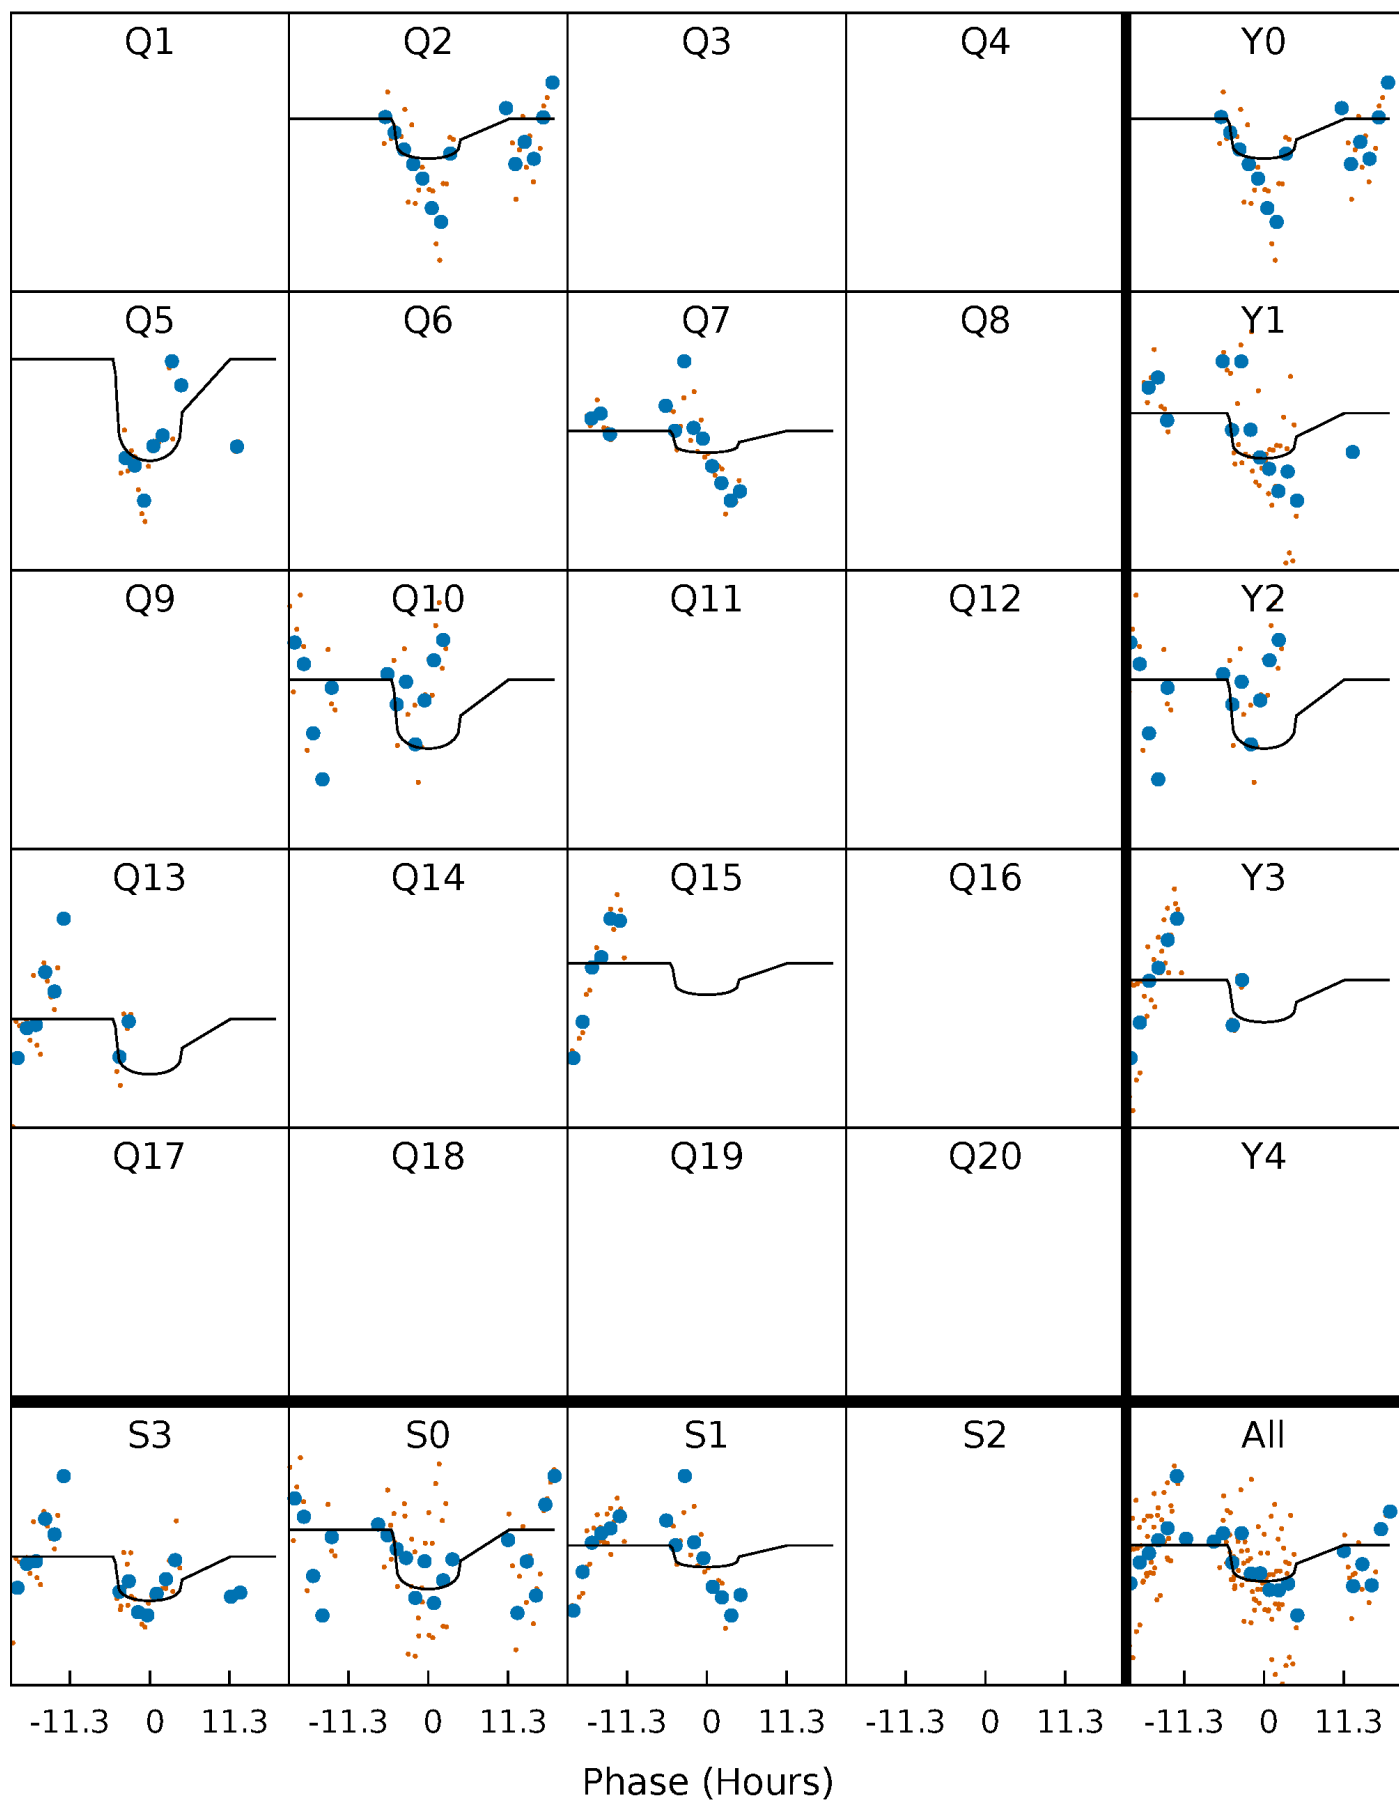 Q1 Q2 Q3 Q4 Y0
Q5 Q6 Q7 Q8 Y1
Q9 Q10 Q11 Q12 Y2
Q13 Q14 Q15 Q16 Y3
Q17 Q18 Q19 Q20 Y4
S3 S0 S1 S2 All
-11.3 0 11.3 -11.3 0 11.3 -11.3 0 11.3 -11.3 0 11.3 -11.3 0 11.3
Phase (Hours)